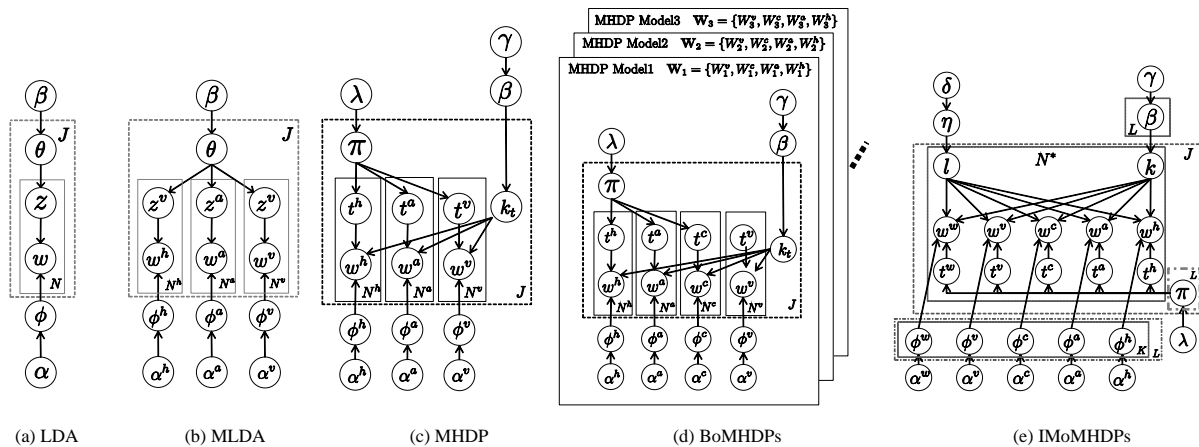 MHDP Model3 W₃ = {W₃ᵛ, W₃ᶜ, W₃ᵃ, W₃ʰ}
MHDP Model2 W₂ = {W₂ᵛ, W₂ᶜ, W₂ᵃ, W₂ʰ}
MHDP Model1 W₁ = {W₁ᵛ, W₁ᶜ, W₁ᵃ, W₁ʰ}
β
J
θ
z
w
N
ϕ
α
β
J
θ
zᵛ zᵃ zᵛ
wʰ wᵃ wᵛ
Nʰ Nᵃ Nᵛ
ϕʰ ϕᵃ ϕᵛ
αʰ αᵃ αᵛ
γ
λ β
π
tʰ tᵃ tᵛ kₜ
wʰ wᵃ wᵛ
Nʰ Nᵃ Nᵛ
J
ϕʰ ϕᵃ ϕᵛ
αʰ αᵃ αᵛ
γ
λ β
π
tʰ tᵃ tᶜ tᵛ kₜ
wʰ wᵃ wᶜ wᵛ
Nʰ Nᵃ Nᶜ Nᵛ
J
ϕʰ ϕᵃ ϕᶜ ϕᵛ
αʰ αᵃ αᶜ αᵛ
δ γ
η L β
N* J
l k
wʷ wᵛ wᶜ wᵃ wʰ
tʷ tᵛ tᶜ tᵃ tʰ
L
π
ϕʷ ϕᵛ ϕᶜ ϕᵃ ϕʰ
K L
λ
αʷ αᵛ αᶜ αᵃ αʰ
(a) LDA
(b) MLDA
(c) MHDP
(d) BoMHDPs
(e) IMoMHDPs